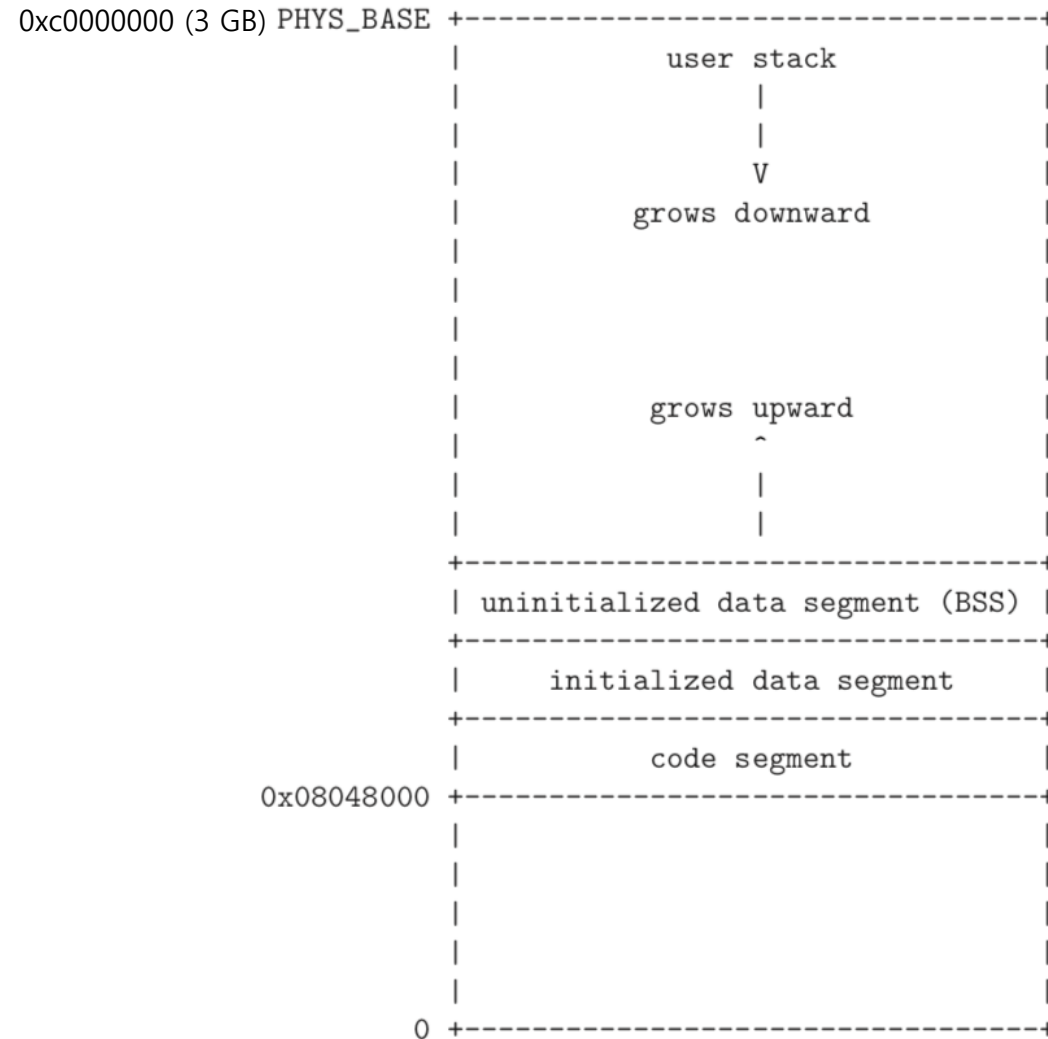 0xc0000000 (3 GB) PHYS_BASE +----------------------------------+
| user stack |
| | |
| | |
| V |
| grows downward |
| |
| |
| |
| |
| grows upward |
| ^ |
| | |
| | |
+----------------------------------+
| uninitialized data segment (BSS) |
+----------------------------------+
| initialized data segment |
+----------------------------------+
| code segment |
0x08048000 +----------------------------------+
| |
| |
| |
| |
| |
0 +----------------------------------+